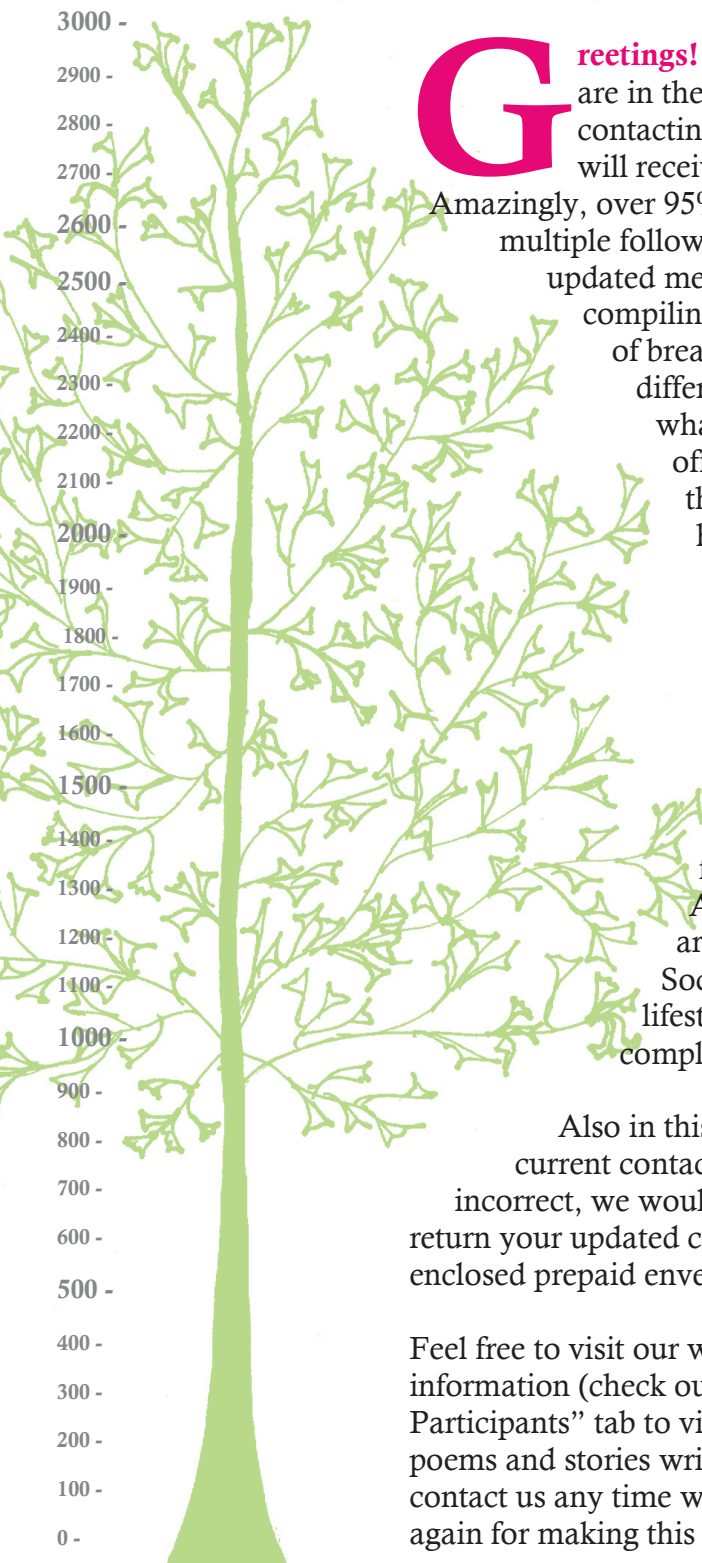 3000 -
2900 -
2800 -
2700 -
2600 -
2500 -
2400 -
2300 -
2200 -
2100 -
2000 -
1900 -
1800 -
1700 -
1600 -
1500 -
1400 -
1300 -
1200 -
1100 -
1000 -
900 -
800 -
700 -
600 -
500 -
400 -
300 -
200 -
100 -
0 -
Greetings!
are in the
contactin
will receiv
Amazingly, over 95%
multiple follow
updated me
compilin
of brea
differ
wha
of
th
A
ar
Soc
lifest
compl
Also in this
current contac
incorrect, we woul
return your updated c
enclosed prepaid enve
Feel free to visit our w
information (check ou
Participants” tab to vi
poems and stories wri
contact us any time w
again for making this